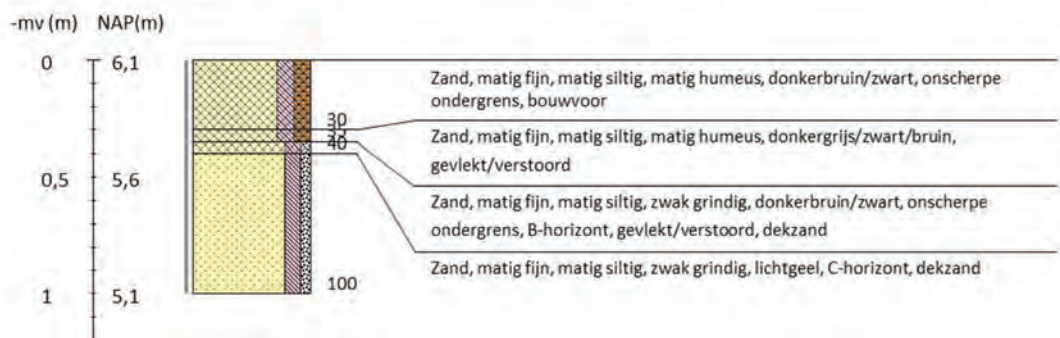 -mv (m) NAP(m)
0 6,1
Zand, matig fijn, matig siltig, matig humeus, donkerbruin/zwart, onscherpe
ondergrens, bouwvoor
30
35
Zand, matig fijn, matig siltig, matig humeus, donkergrijs/zwart/bruin,
40
gevlekt/verstoord
0,5 5,6
Zand, matig fijn, matig siltig, zwak grindig, donkerbruin/zwart, onscherpe
ondergrens, B-horizont, gevlekt/verstoord, dekzand
Zand, matig fijn, matig siltig, zwak grindig, lichtgeel, C-horizont, dekzand
100
1 5,1